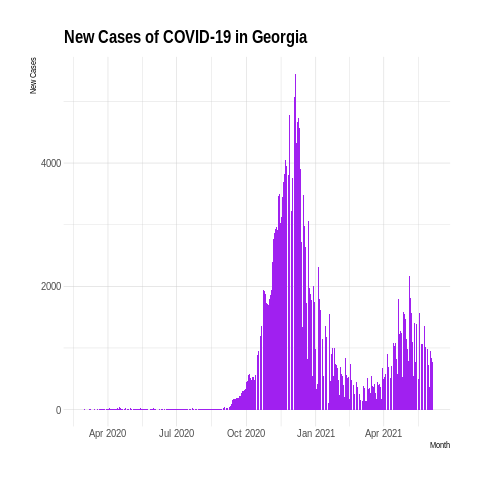 New Cases of COVID-19 in Georgia
New Cases
4000
2000
0
Apr 2020 Jul 2020 Oct 2020 Jan 2021 Apr 2021
Month